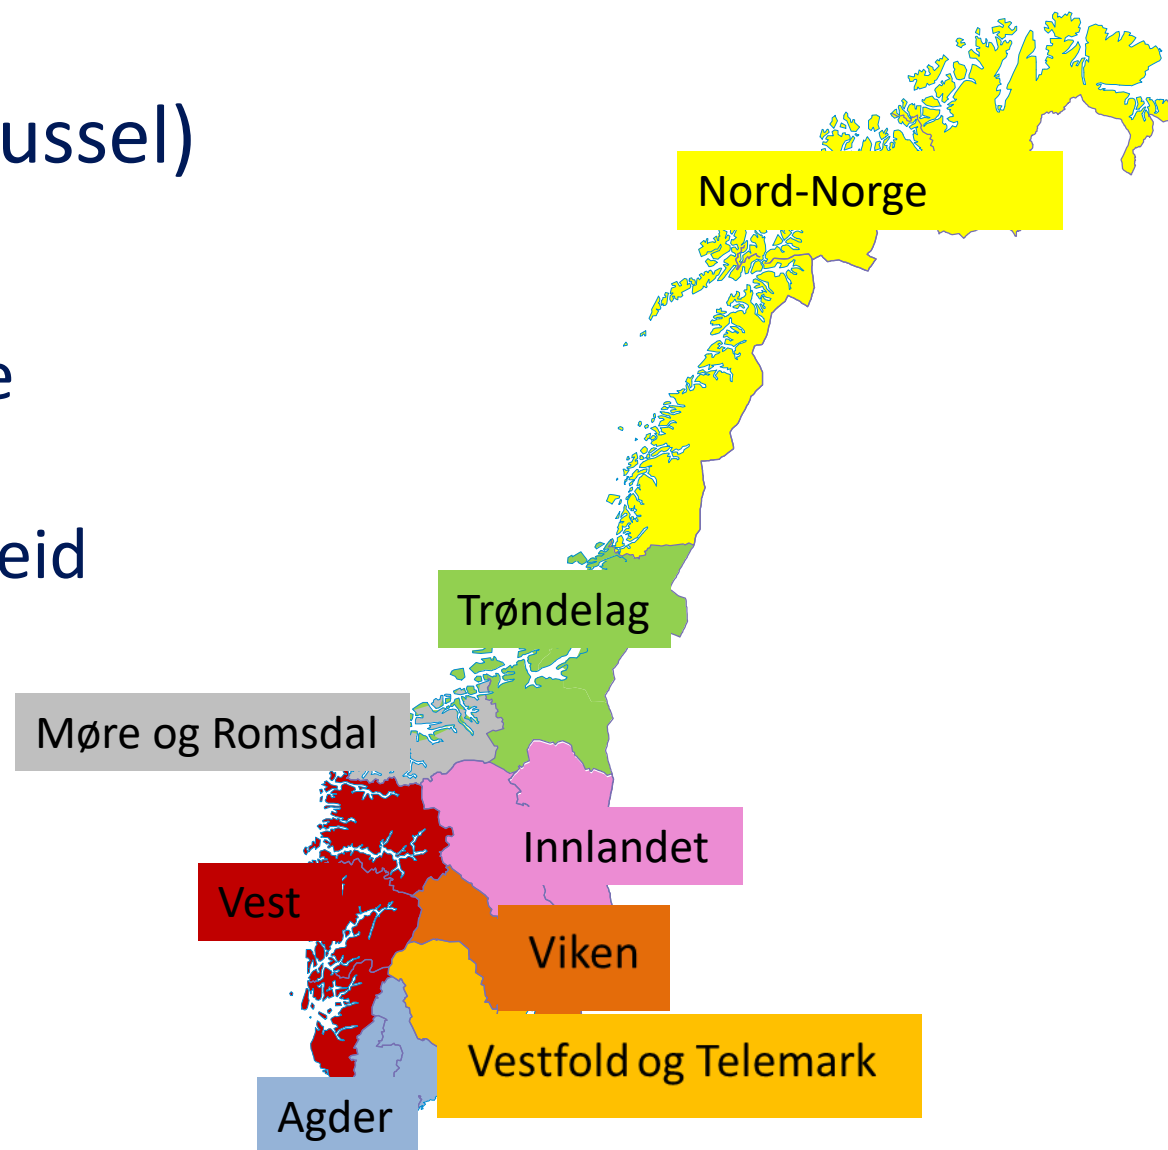 ussel)
Nord-Norge
e
eid
Trøndelag
Møre og Romsdal
Innlandet
Vest
Viken
Vestfold og Telemark
Agder